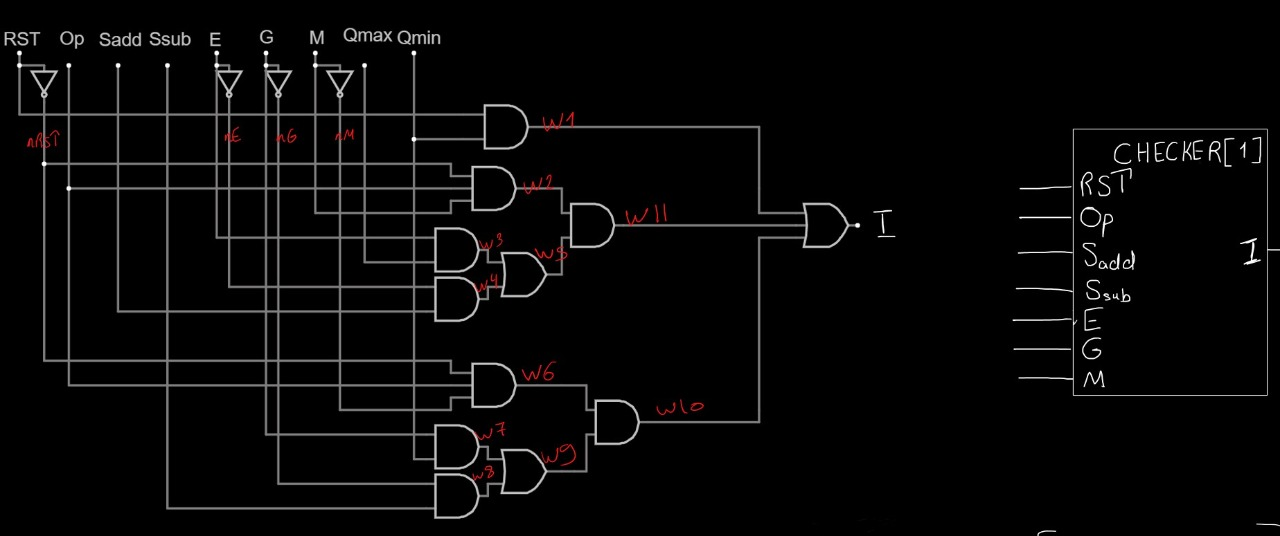 RST Op Sadd Ssub E G M Qmax Qmin
nRST nE nG nM
W1
W2
W3
W4
W5
W11
I
W6
W7
W8
W9
W10
CHECKER[1]
RST
Op
Sadd
Ssub
E
G
M
I